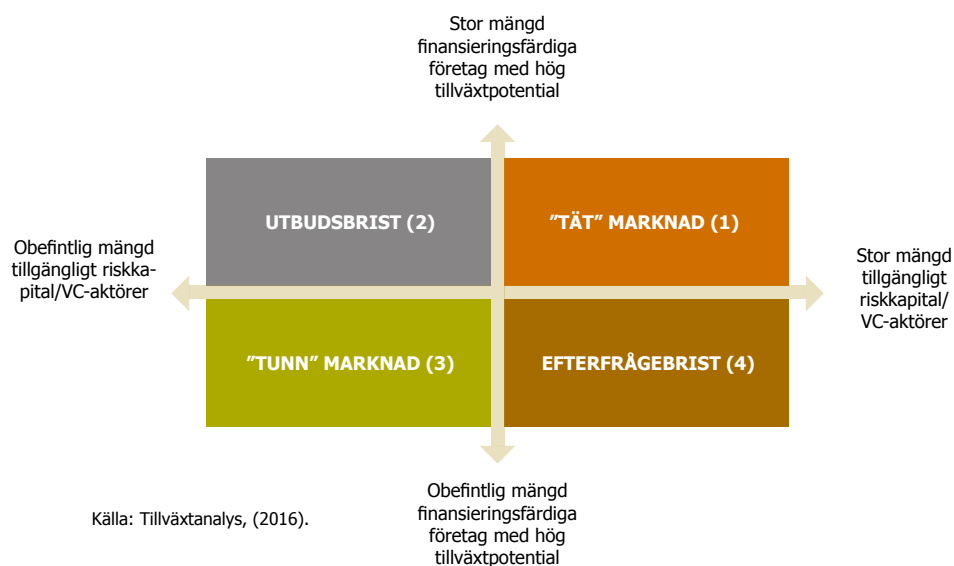 Stor mängd
finansieringsfärdiga
företag med hög
tillväxtpotential
UTBUDSBRIST (2)
”TÄT” MARKNAD (1)
Obefintlig mängd
tillgängligt riskka-
pital/VC-aktörer
Stor mängd
tillgängligt
riskkapital/
VC-aktörer
”TUNN” MARKNAD (3)
EFTERFRÅGEBRIST (4)
Obefintlig mängd
finansieringsfärdiga
företag med hög
tillväxtpotential
Källa: Tillväxtanalys, (2016).